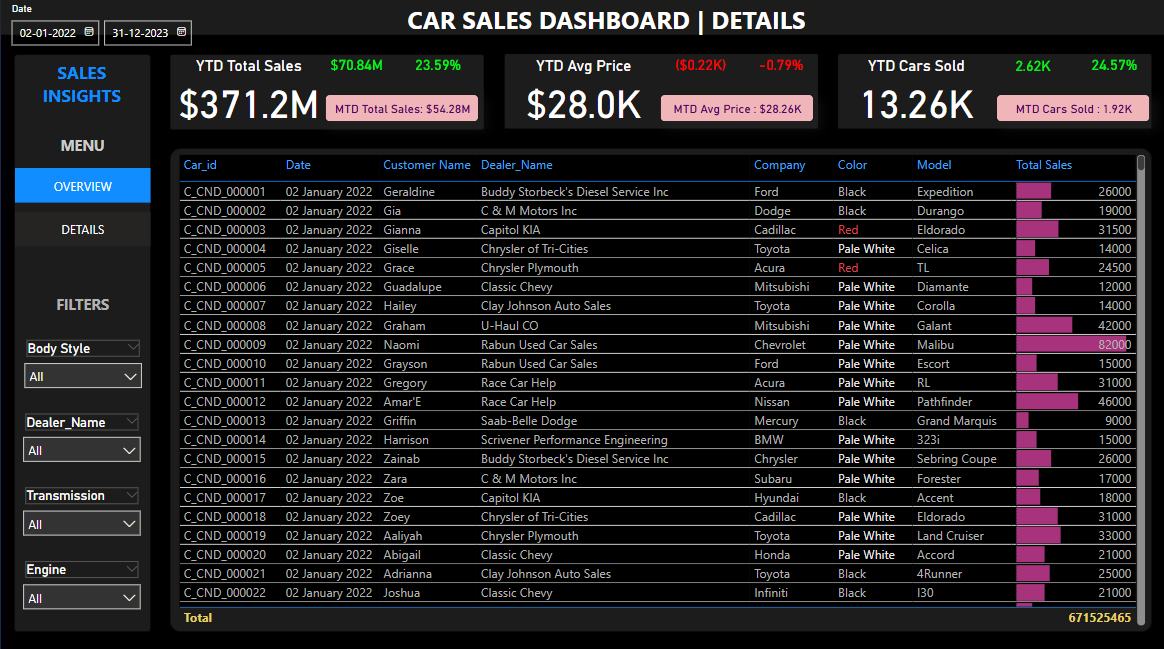 Date
02-01-2022 31-12-2023
CAR SALES DASHBOARD | DETAILS
SALES
INSIGHTS
MENU
OVERVIEW
DETAILS
FILTERS
Body Style
All
Dealer_Name
All
Transmission
All
Engine
All
YTD Total Sales $70.84M 23.59%
$371.2M MTD Total Sales: $54.28M
YTD Avg Price ($0.22K) -0.79%
$28.0K MTD Avg Price : $28.26K
YTD Cars Sold 2.62K 24.57%
13.26K MTD Cars Sold : 1.92K
Car_id Date Customer Name Dealer_Name Company Color Model Total Sales
C_CND_000001 02 January 2022 Geraldine Buddy Storbeck's Diesel Service Inc Ford Black Expedition 26000
C_CND_000002 02 January 2022 Gia C & M Motors Inc Dodge Black Durango 19000
C_CND_000003 02 January 2022 Gianna Capitol KIA Cadillac Red Eldorado 31500
C_CND_000004 02 January 2022 Giselle Chrysler of Tri-Cities Toyota Pale White Celica 14000
C_CND_000005 02 January 2022 Grace Chrysler Plymouth Acura Red TL 24500
C_CND_000006 02 January 2022 Guadalupe Classic Chevy Mitsubishi Pale White Diamante 12000
C_CND_000007 02 January 2022 Hailey Clay Johnson Auto Sales Toyota Pale White Corolla 14000
C_CND_000008 02 January 2022 Graham U-Haul CO Mitsubishi Pale White Galant 42000
C_CND_000009 02 January 2022 Naomi Rabun Used Car Sales Chevrolet Pale White Malibu 82000
C_CND_000010 02 January 2022 Grayson Rabun Used Car Sales Ford Pale White Escort 15000
C_CND_000011 02 January 2022 Gregory Race Car Help Acura Pale White RL 31000
C_CND_000012 02 January 2022 Amar'E Race Car Help Nissan Pale White Pathfinder 46000
C_CND_000013 02 January 2022 Griffin Saab-Belle Dodge Mercury Black Grand Marquis 9000
C_CND_000014 02 January 2022 Harrison Scrivener Performance Engineering BMW Pale White 323i 15000
C_CND_000015 02 January 2022 Zainab Buddy Storbeck's Diesel Service Inc Chrysler Pale White Sebring Coupe 26000
C_CND_000016 02 January 2022 Zara C & M Motors Inc Subaru Pale White Forester 17000
C_CND_000017 02 January 2022 Zoe Capitol KIA Hyundai Black Accent 18000
C_CND_000018 02 January 2022 Zoey Chrysler of Tri-Cities Cadillac Pale White Eldorado 31000
C_CND_000019 02 January 2022 Aaliyah Chrysler Plymouth Toyota Pale White Land Cruiser 33000
C_CND_000020 02 January 2022 Abigail Classic Chevy Honda Pale White Accord 21000
C_CND_000021 02 January 2022 Adrianna Clay Johnson Auto Sales Toyota Black 4Runner 25000
C_CND_000022 02 January 2022 Joshua Classic Chevy Infiniti Black I30 21000
Total 671525465